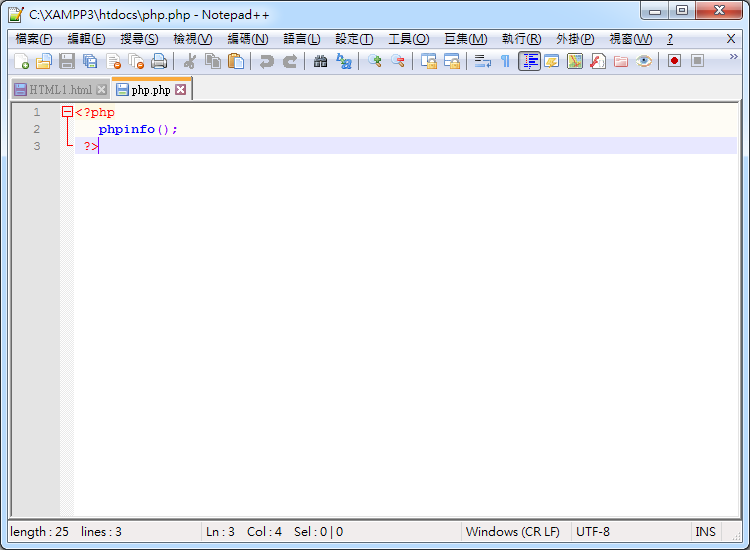 C:\XAMPP3\htdocs\php.php - Notepad++
檔案(F) 編輯(E) 搜尋(S) 檢視(V) 編碼(N) 語言(L) 設定(T) 工具(O) 巨集(M) 執行(R) 外掛(P) 視窗(W) ? X
HTML1.html php.php
1 <?php
2 phpinfo();
3 ?>
length : 25 lines : 3 Ln : 3 Col : 4 Sel : 0 | 0 Windows (CR LF) UTF-8 INS